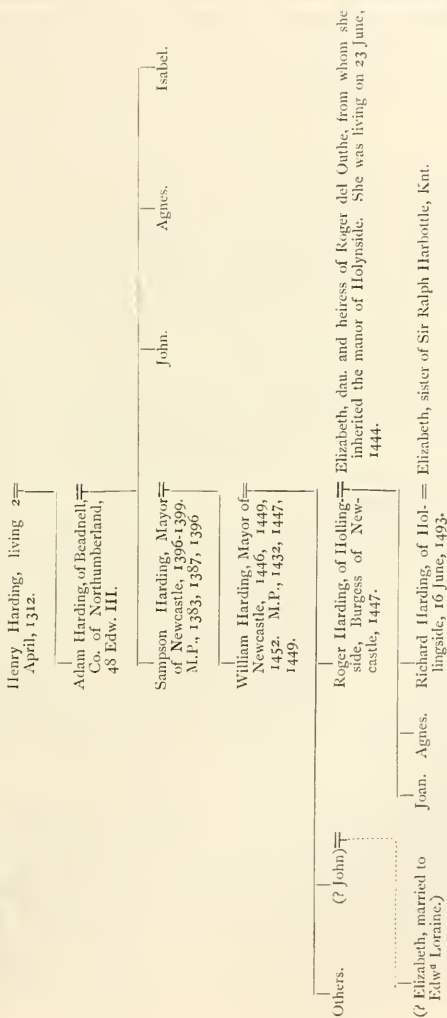 Henry Harding, living 2
April, 1312.
Adam Harding, of Beadnell,
Co. of Northumberland,
48 Edw. III.
Sampson Harding, Mayor
of Newcastle, 1396-1399.
M.P., 1383, 1387, 1396
John.
Agnes.
Isabel.
William Harding, Mayor of
Newcastle, 1446, 1449,
1452. M.P., 1432, 1447,
1449.
Others.
(? John)
Roger Harding, of Holling-
side, Burgess of New-
castle, 1447.
Elizabeth, dau. and heiress of Roger del Outhe, from whom she
inherited the manor of Holynside. She was living on 23 June,
1444.
(? Elizabeth, married to
Edwd Loraine.)
Joan.
Agnes.
Richard Harding, of Hol-
lingside, 16 June, 1493.
Elizabeth, sister of Sir Ralph Harbottle, Knt.